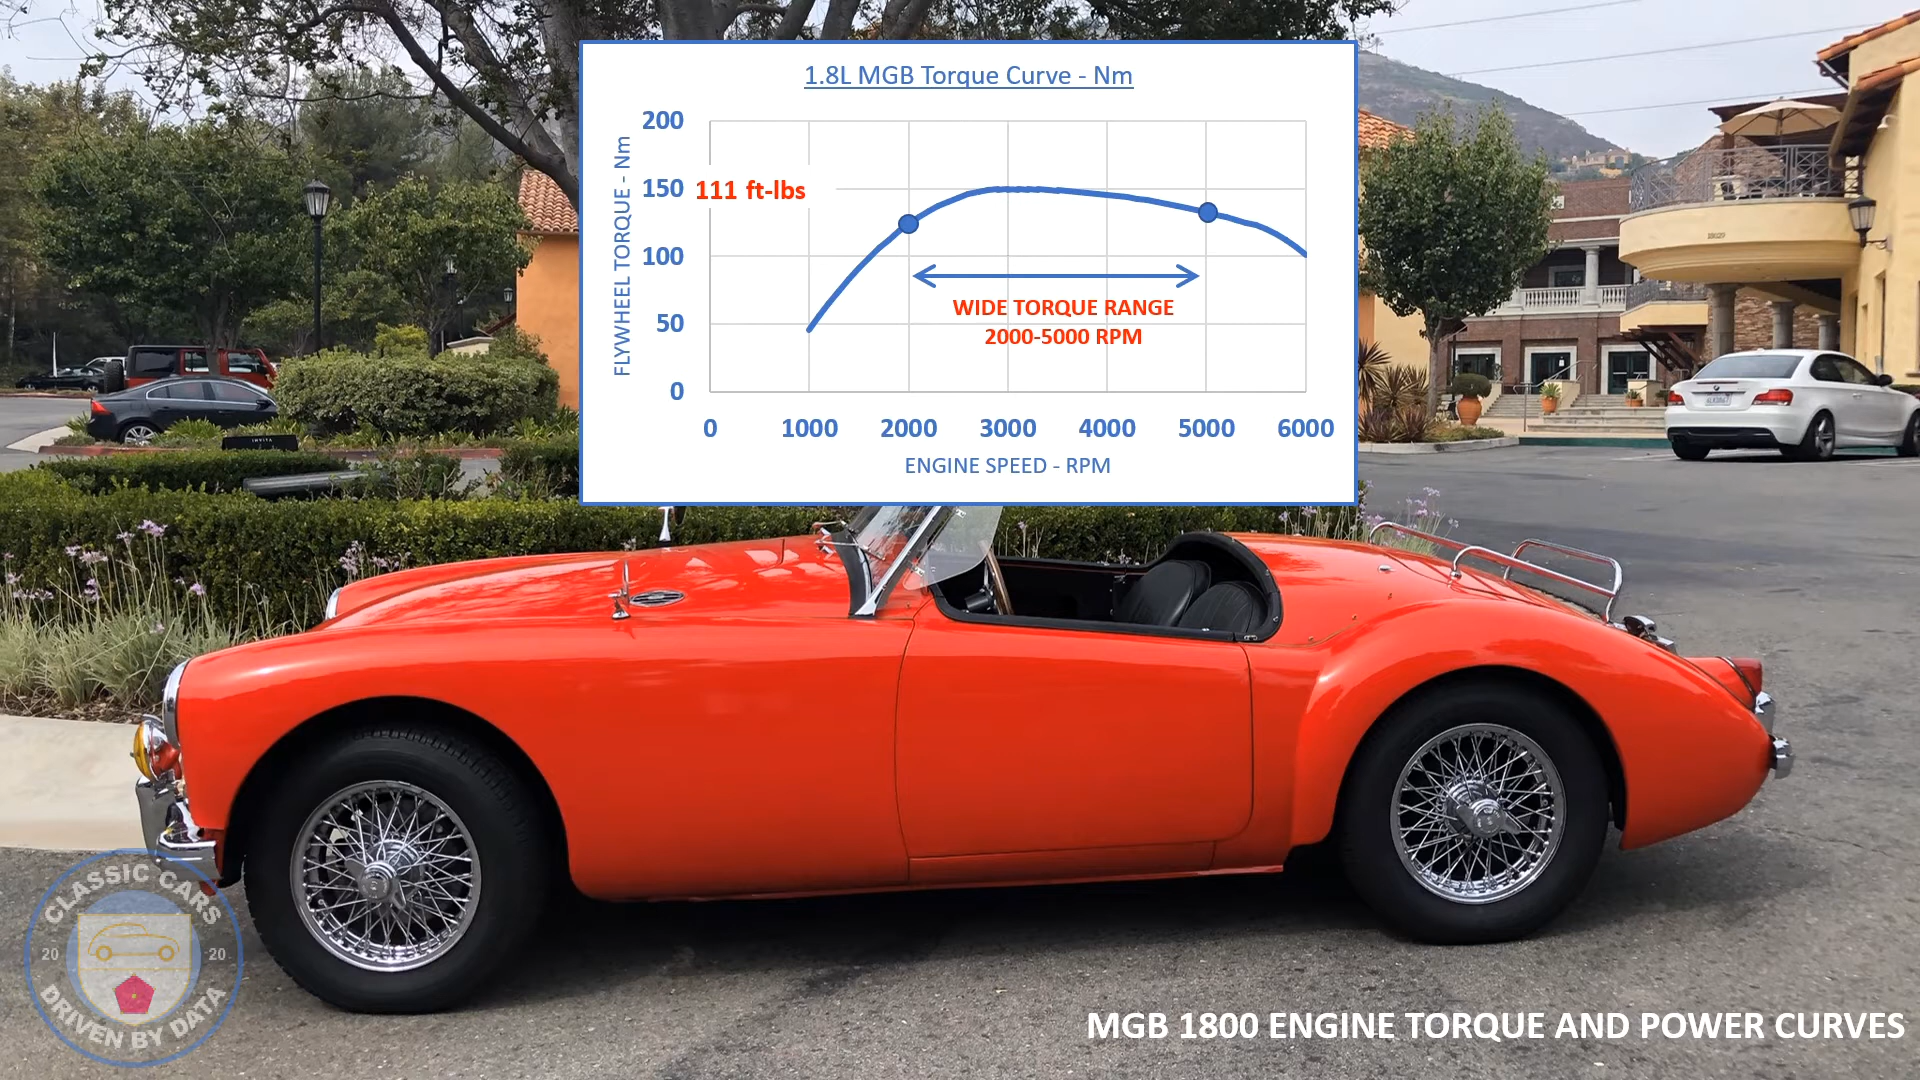 1.8L MGB Torque Curve - Nm
FLYWHEEL TORQUE - Nm
200
150
111 ft-lbs
100
50
0
WIDE TORQUE RANGE
2000-5000 RPM
0 1000 2000 3000 4000 5000 6000
ENGINE SPEED - RPM
INVITA
CLASSIC CARS
20 20
DRIVEN BY DATA
MGB 1800 ENGINE TORQUE AND POWER CURVES